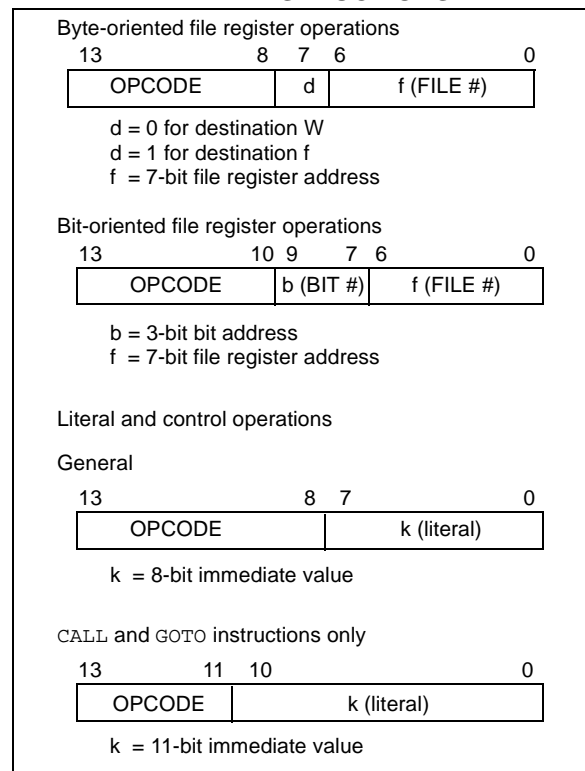 Byte-oriented file register operations
13 8 7 6 0
OPCODE d f (FILE #)
d = 0 for destination W
d = 1 for destination f
f = 7-bit file register address
Bit-oriented file register operations
13 10 9 7 6 0
OPCODE b (BIT #) f (FILE #)
b = 3-bit bit address
f = 7-bit file register address
Literal and control operations
General
13 8 7 0
OPCODE k (literal)
k = 8-bit immediate value
CALL and GOTO instructions only
13 11 10 0
OPCODE k (literal)
k = 11-bit immediate value